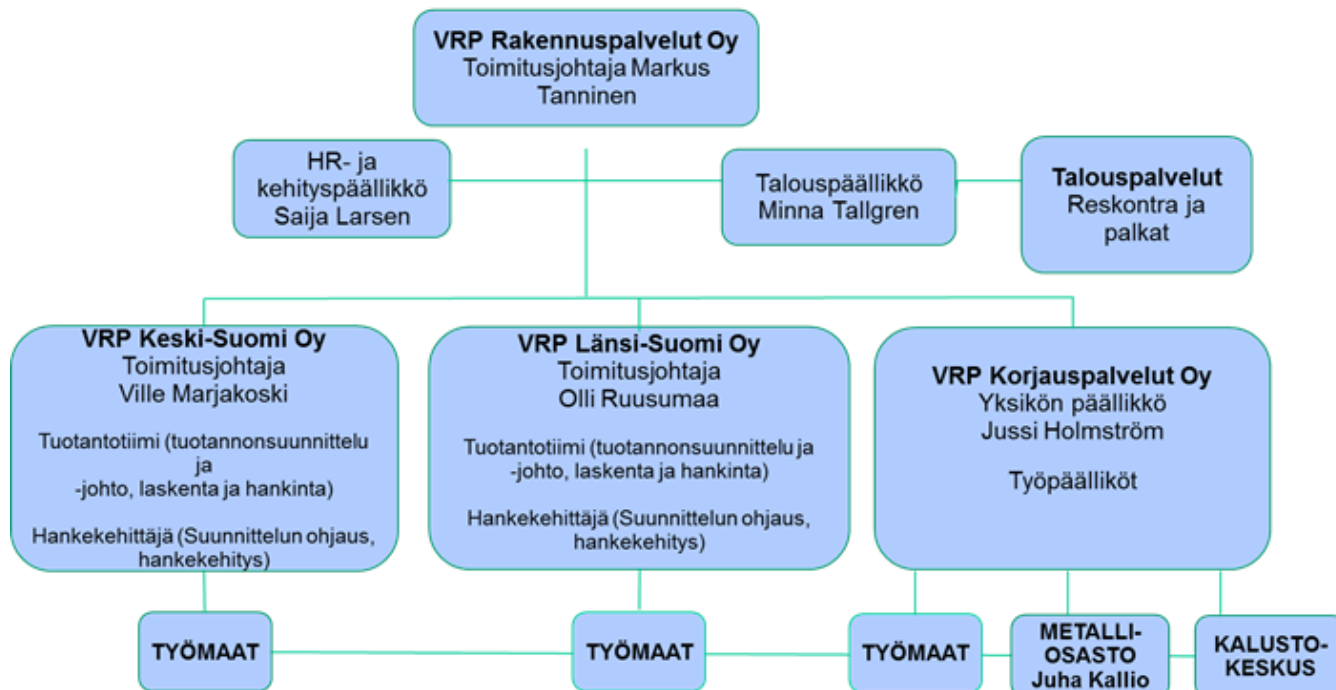 VRP Rakennuspalvelut Oy
Toimitusjohtaja Markus
Tanninen
HR- ja
kehityspäällikkö
Saija Larsen
Talouspäällikkö
Minna Tallgren
Talouspalvelut
Reskontra ja
palkat
VRP Keski-Suomi Oy
Toimitusjohtaja
Ville Marjakoski
Tuotantotiimi (tuotannonsuunnittelu
ja
-johto, laskenta ja hankinta)
Hankekehittäjä (Suunnittelun ohjaus,
hankekehitys)
VRP Länsi-Suomi Oy
Toimitusjohtaja
Olli Ruusumaa
Tuotantotiimi (tuotannonsuunnittelu ja
-johto, laskenta ja hankinta)
Hankekehittäjä (Suunnittelun ohjaus,
hankekehitys)
VRP Korjauspalvelut Oy
Yksikön päällikkö
Jussi Holmström
Työpäälliköt
TYÖMAAT
TYÖMAAT
TYÖMAAT
METALLI-
OSASTO
Juha Kallio
KALUSTO-
KESKUS